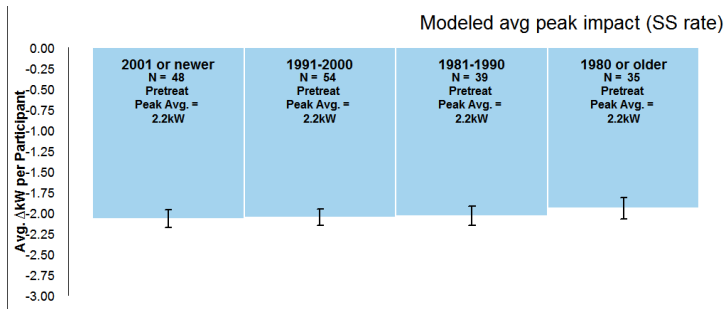 Modeled avg peak impact (SS rate)
Avg. ΔkW per Participant
0.00
-0.25
-0.50
-0.75
-1.00
-1.25
-1.50
-1.75
-2.00
-2.25
-2.50
-2.75
-3.00
2001 or newer
N = 48
Pretreat
Peak Avg. =
2.2kW
1991-2000
N = 54
Pretreat
Peak Avg. =
2.2kW
1981-1990
N = 39
Pretreat
Peak Avg. =
2.2kW
1980 or older
N = 35
Pretreat
Peak Avg. =
2.2kW